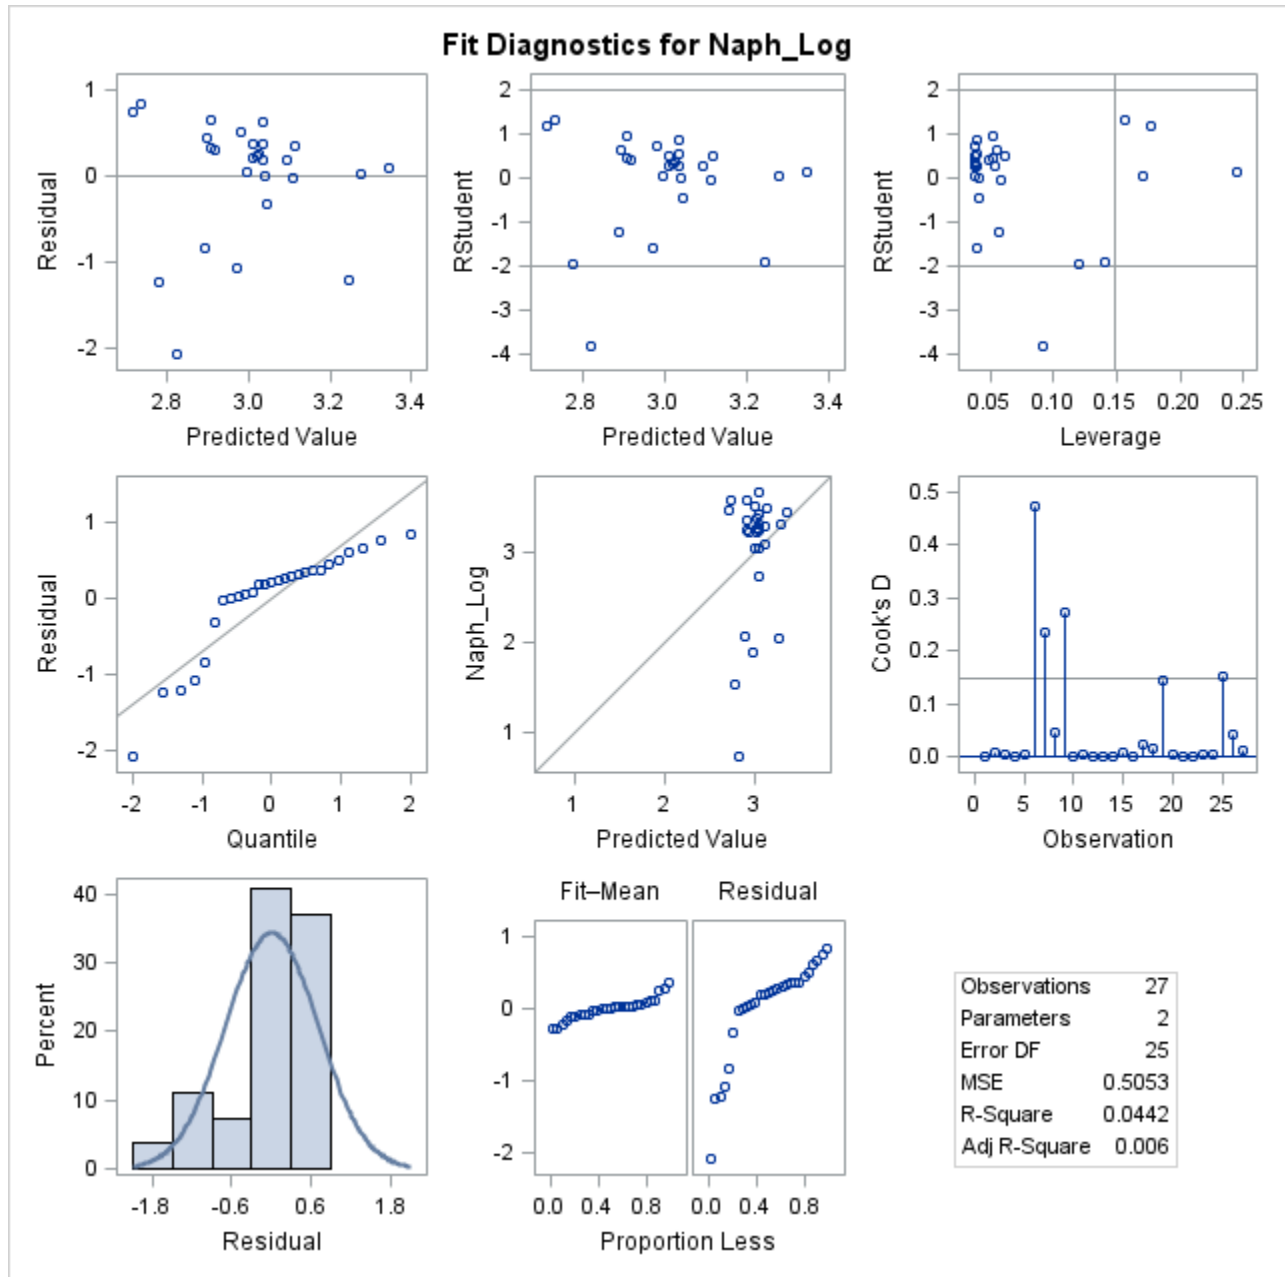 Fit Diagnostics for Naph_Log
1
0
-1
-2
Residual
2.8 3.0 3.2 3.4
Predicted Value
2
1
0
-1
-2
-3
-4
RStudent
2.8 3.0 3.2 3.4
Predicted Value
2
1
0
-1
-2
-3
-4
RStudent
0.05 0.10 0.15 0.20 0.25
Leverage
1
0
-1
-2
Residual
-2 -1 0 1 2
Quantile
3
2
1
Naph_Log
1 2 3
Predicted Value
0.5
0.4
0.3
0.2
0.1
0.0
Cook's D
0 5 10 15 20 25
Observation
40
30
20
10
0
Percent
-1.8 -0.6 0.6 1.8
Residual
Fit–Mean Residual
1
0
-1
-2
0.0 0.4 0.8 0.0 0.4 0.8
Proportion Less
Observations 27
Parameters 2
Error DF 25
MSE 0.5053
R-Square 0.0442
Adj R-Square 0.006